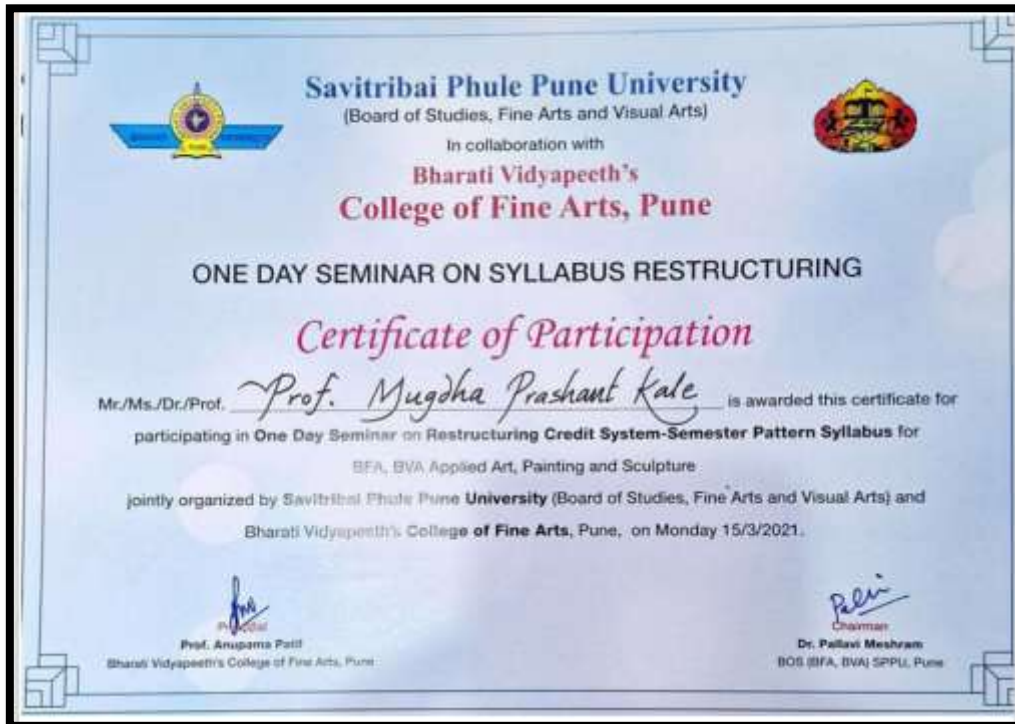 Savitribai Phule Pune University
(Board of Studies, Fine Arts and Visual Arts)
In collaboration with
Bharati Vidyapeeth's
College of Fine Arts, Pune
ONE DAY SEMINAR ON SYLLABUS RESTRUCTURING
Certificate of Participation
Mr./Ms./Dr./Prof. Prof. Mugdha Prashant Kale is awarded this certificate for
participating in One Day Seminar on Restructuring Credit System-Semester Pattern Syllabus for
BFA, BVA Applied Art, Painting and Sculpture
jointly organized by Savitribai Phule Pune University (Board of Studies, Fine Arts and Visual Arts) and
Bharati Vidyapeeth's College of Fine Arts, Pune, on Monday 15/3/2021.
Principal
Prof. Anupama Patil
Bharati Vidyapeeth's College of Fine Arts, Pune
Chairman
Dr. Pallavi Meshram
BOS (BFA, BVA) SPPU, Pune